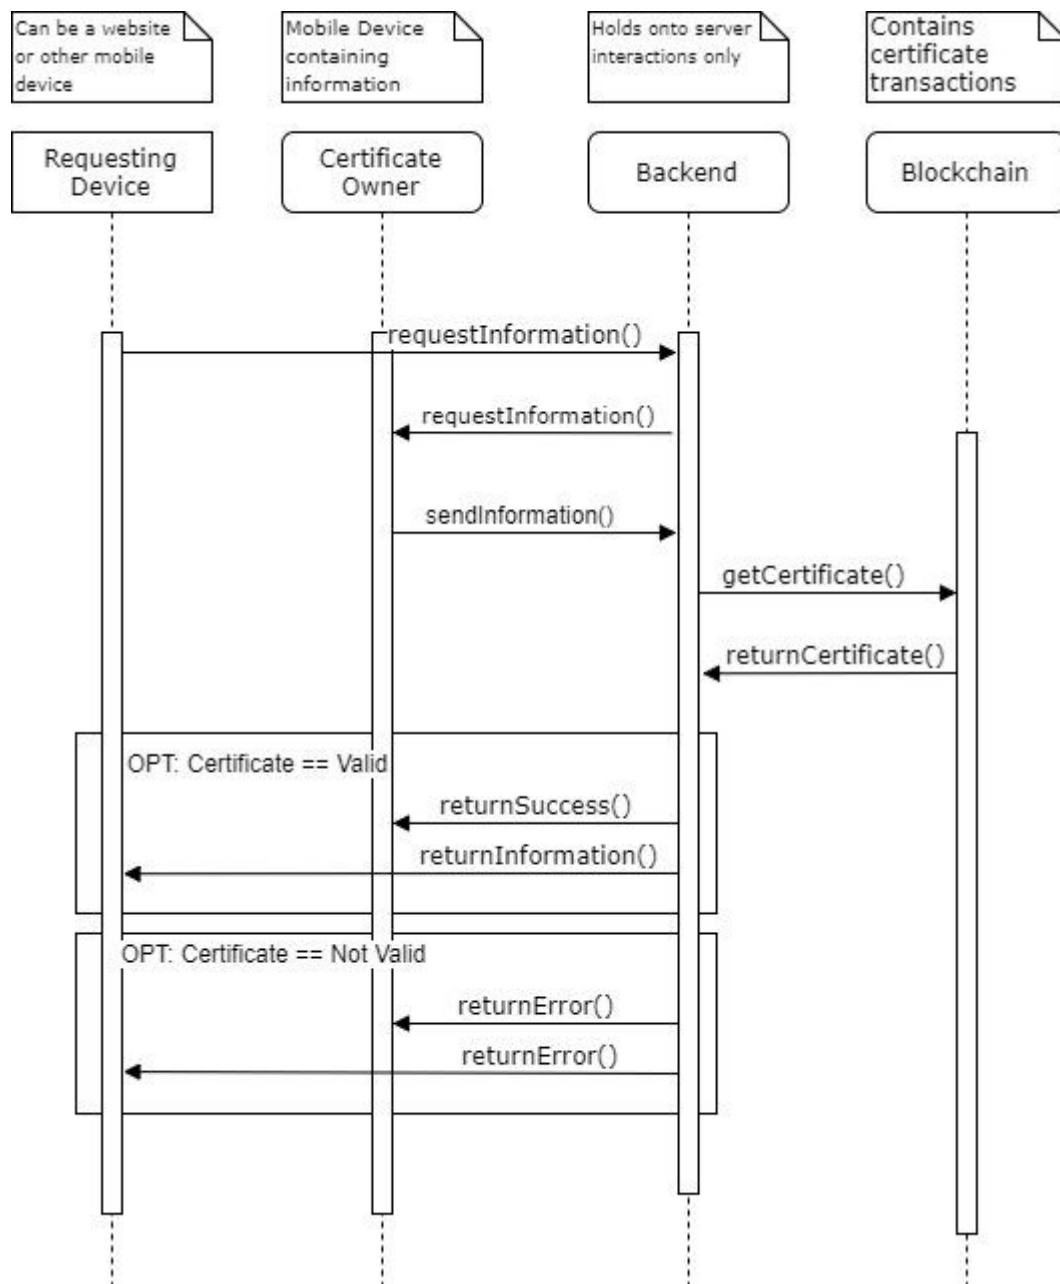 Can be a website
or other mobile
device
Mobile Device
containing
information
Holds onto server
interactions only
Contains
certificate
transactions
Requesting
Device
Certificate
Owner
Backend
Blockchain
requestInformation()
requestInformation()
sendInformation()
getCertificate()
returnCertificate()
OPT: Certificate == Valid
returnSuccess()
returnInformation()
OPT: Certificate == Not Valid
returnError()
returnError()